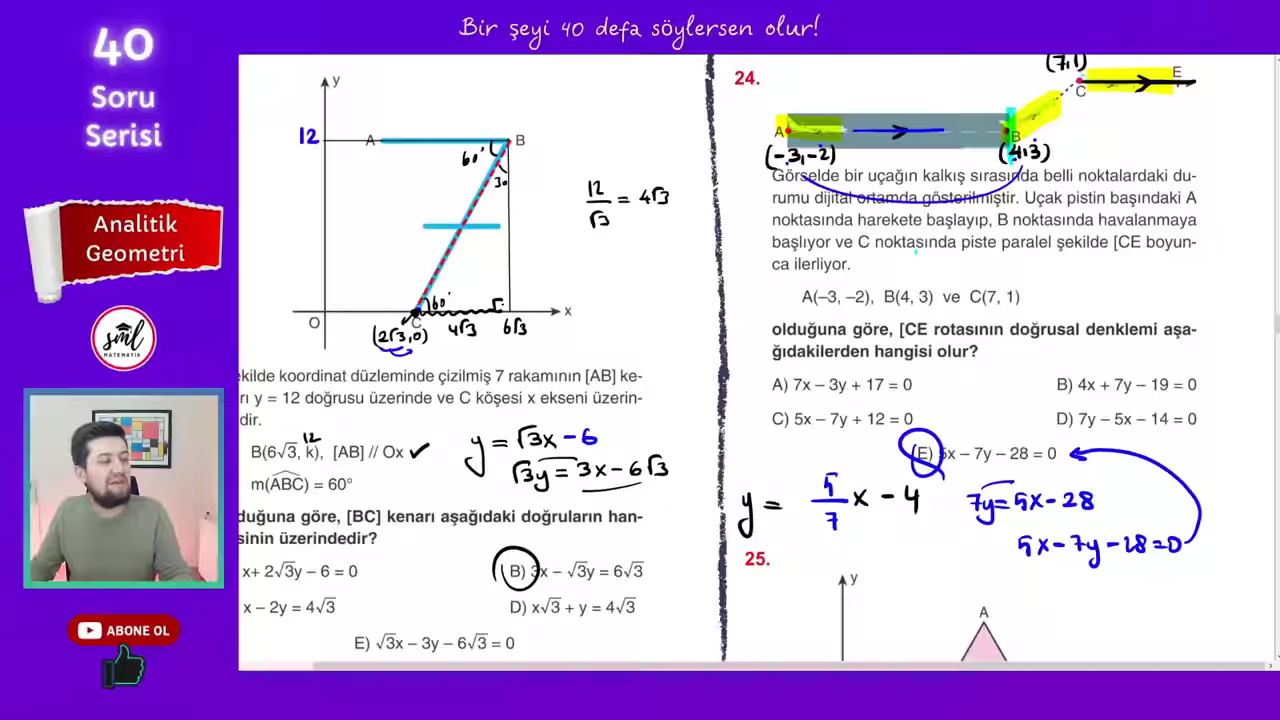 Bir şeyi 40 defa söylersen olur!
40
Soru
Serisi
Analitik
Geometri
sml
MATEMATİK
ABONE OL
y
12
A
B
60°
30
12/√3 = 4√3
60°
O
C
x
(2√3,0)
4√3
6√3
ekilde koordinat düzleminde çizilmiş 7 rakamının [AB] ke-
rı y = 12 doğrusu üzerinde ve C köşesi x ekseni üzerin-
dir.
12
B(6√3, k), [AB] // Ox
m(ABC) = 60°
y = √3x - 6
√3y = 3x - 6√3
duğuna göre, [BC] kenarı aşağıdaki doğruların han-
sinin üzerindedir?
x+ 2√3y – 6 = 0
B) 3x – √3y = 6√3
x – 2y = 4√3
D) x√3 + y = 4√3
E) √3x – 3y – 6√3 = 0
24.
(7,1)
C
E
A
B
(-3,-2)
(4,3)
Görselde bir uçağın kalkış sırasında belli noktalardaki du-
rumu dijital ortamda gösterilmiştir. Uçak pistin başındaki A
noktasında harekete başlayıp, B noktasında havalanmaya
başlıyor ve C noktasında piste paralel şekilde [CE boyun-
ca ilerliyor.
A(–3, –2), B(4, 3) ve C(7, 1)
olduğuna göre, [CE rotasının doğrusal denklemi aşa-
ğıdakilerden hangisi olur?
A) 7x – 3y + 17 = 0
B) 4x + 7y – 19 = 0
C) 5x – 7y + 12 = 0
D) 7y – 5x – 14 = 0
E) 5x – 7y – 28 = 0
y = 5/7 x - 4
7y = 5x - 28
5x - 7y - 28 = 0
25.
y
A